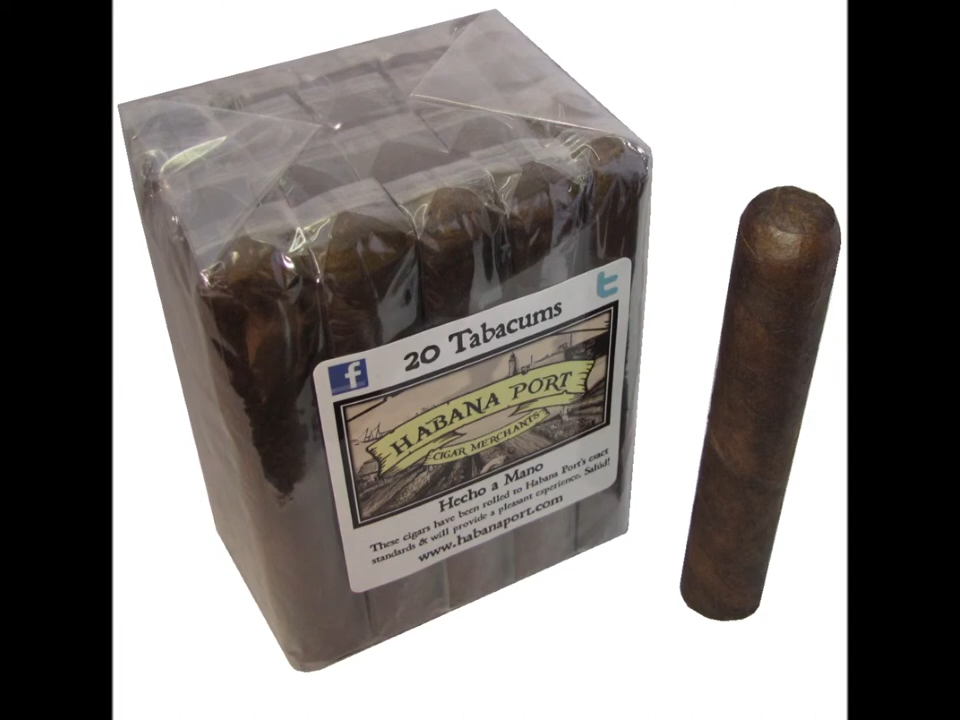 20 Tabacums
HABANA PORT
CIGAR MERCHANTS
Hecho a Mano
These cigars have been rolled to Habana Port's exact
standards & will provide a pleasant experience. Salúd!
www.habanaport.com